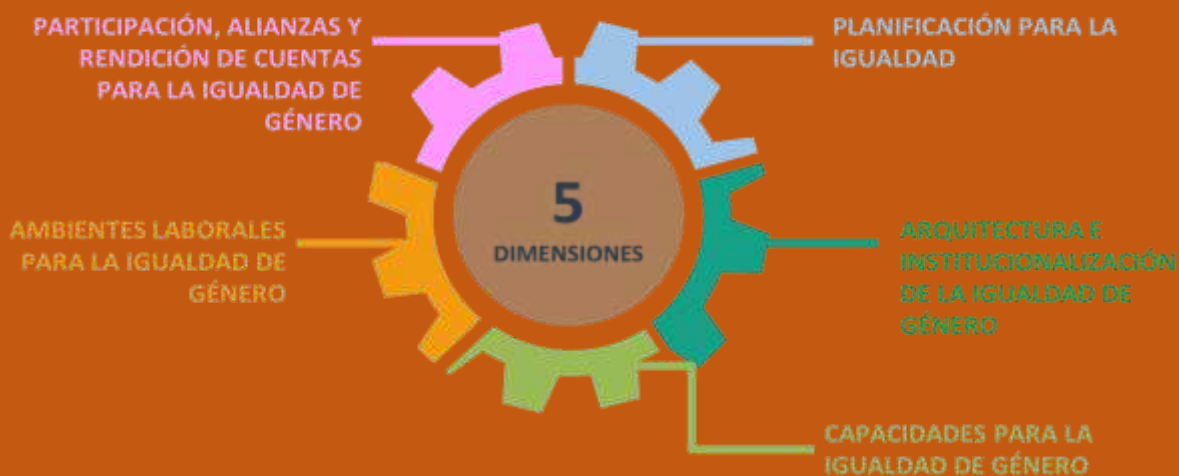 PARTICIPACIÓN, ALIANZAS Y
RENDICIÓN DE CUENTAS
PARA LA IGUALDAD DE
GÉNERO
PLANIFICACIÓN PARA LA
IGUALDAD
5
DIMENSIONES
AMBIENTES LABORALES
PARA LA IGUALDAD DE
GÉNERO
ARQUITECTURA E
INSTITUCIONALIZACIÓN
DE LA IGUALDAD DE
GÉNERO
CAPACIDADES PARA LA
IGUALDAD DE GÉNERO